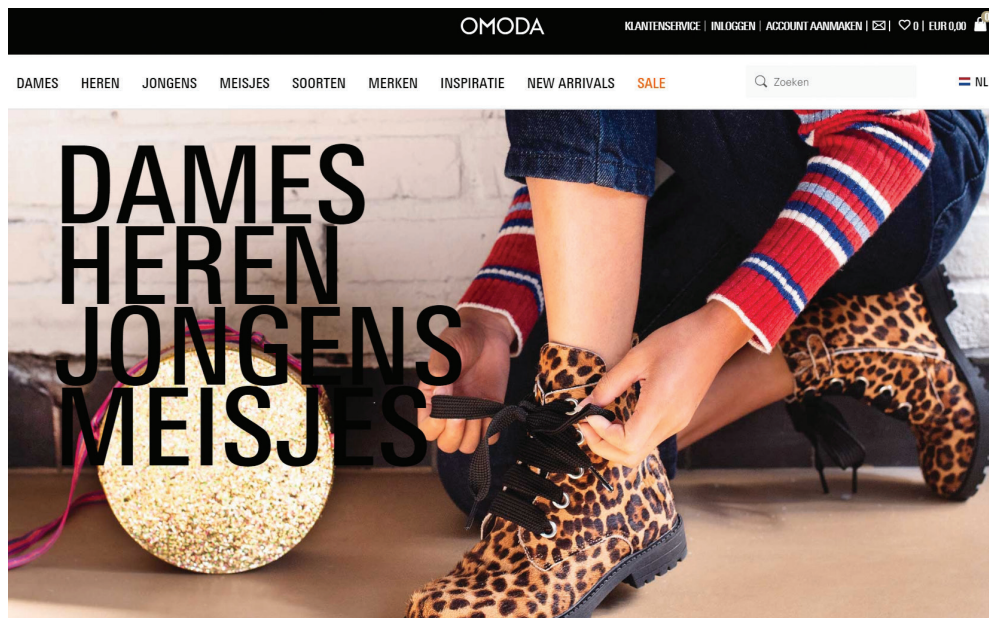 OMODA
KLANTENSERVICE | INLOGGEN | ACCOUNT AANMAKEN | | 0 | EUR 0,00 0
DAMES HEREN JONGENS MEISJES SOORTEN MERKEN INSPIRATIE NEW ARRIVALS SALE Zoeken NL
DAMES
HEREN
JONGENS
MEISJES